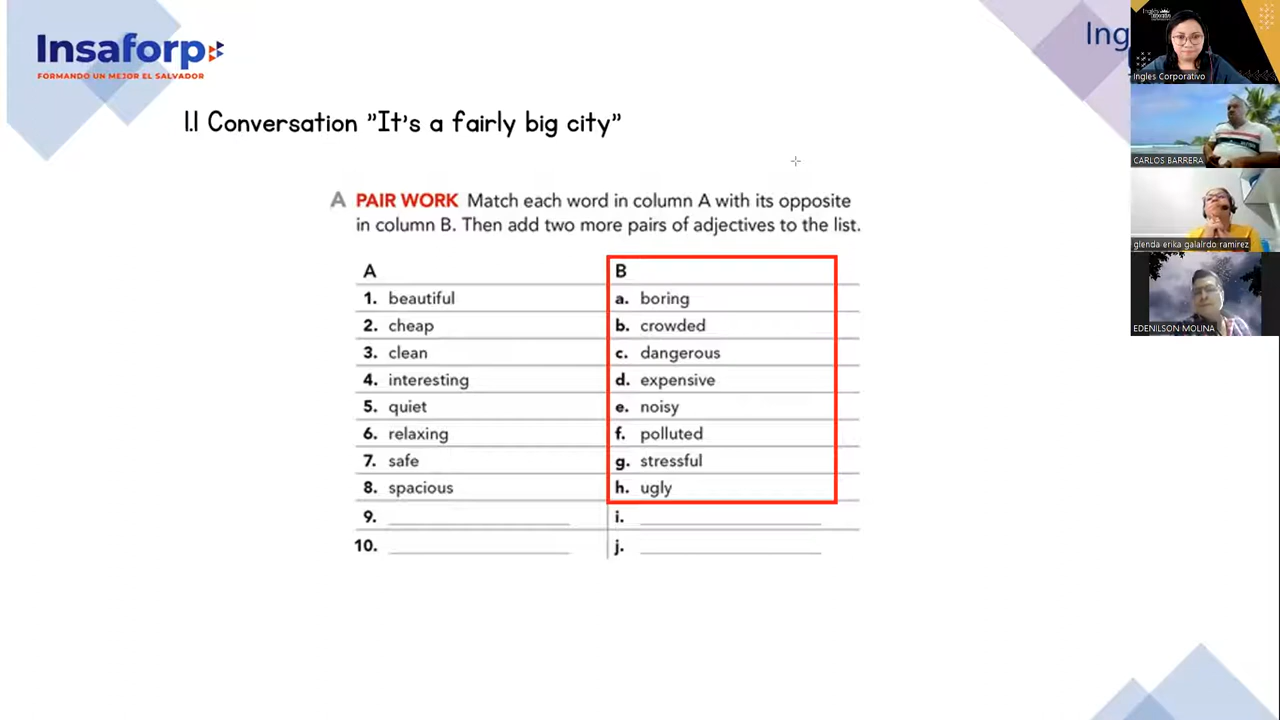 Insaforp
FORMANDO UN MEJOR EL SALVADOR
Ing
1.1 Conversation "It's a fairly big city"
A PAIR WORK Match each word in column A with its opposite
in column B. Then add two more pairs of adjectives to the list.
A B
1. beautiful a. boring
2. cheap b. crowded
3. clean c. dangerous
4. interesting d. expensive
5. quiet e. noisy
6. relaxing f. polluted
7. safe g. stressful
8. spacious h. ugly
9. i.
10. j.
Ingles Corporativo
CARLOS BARRERA
glenda erika galalrdo ramirez
EDENILSON MOLINA